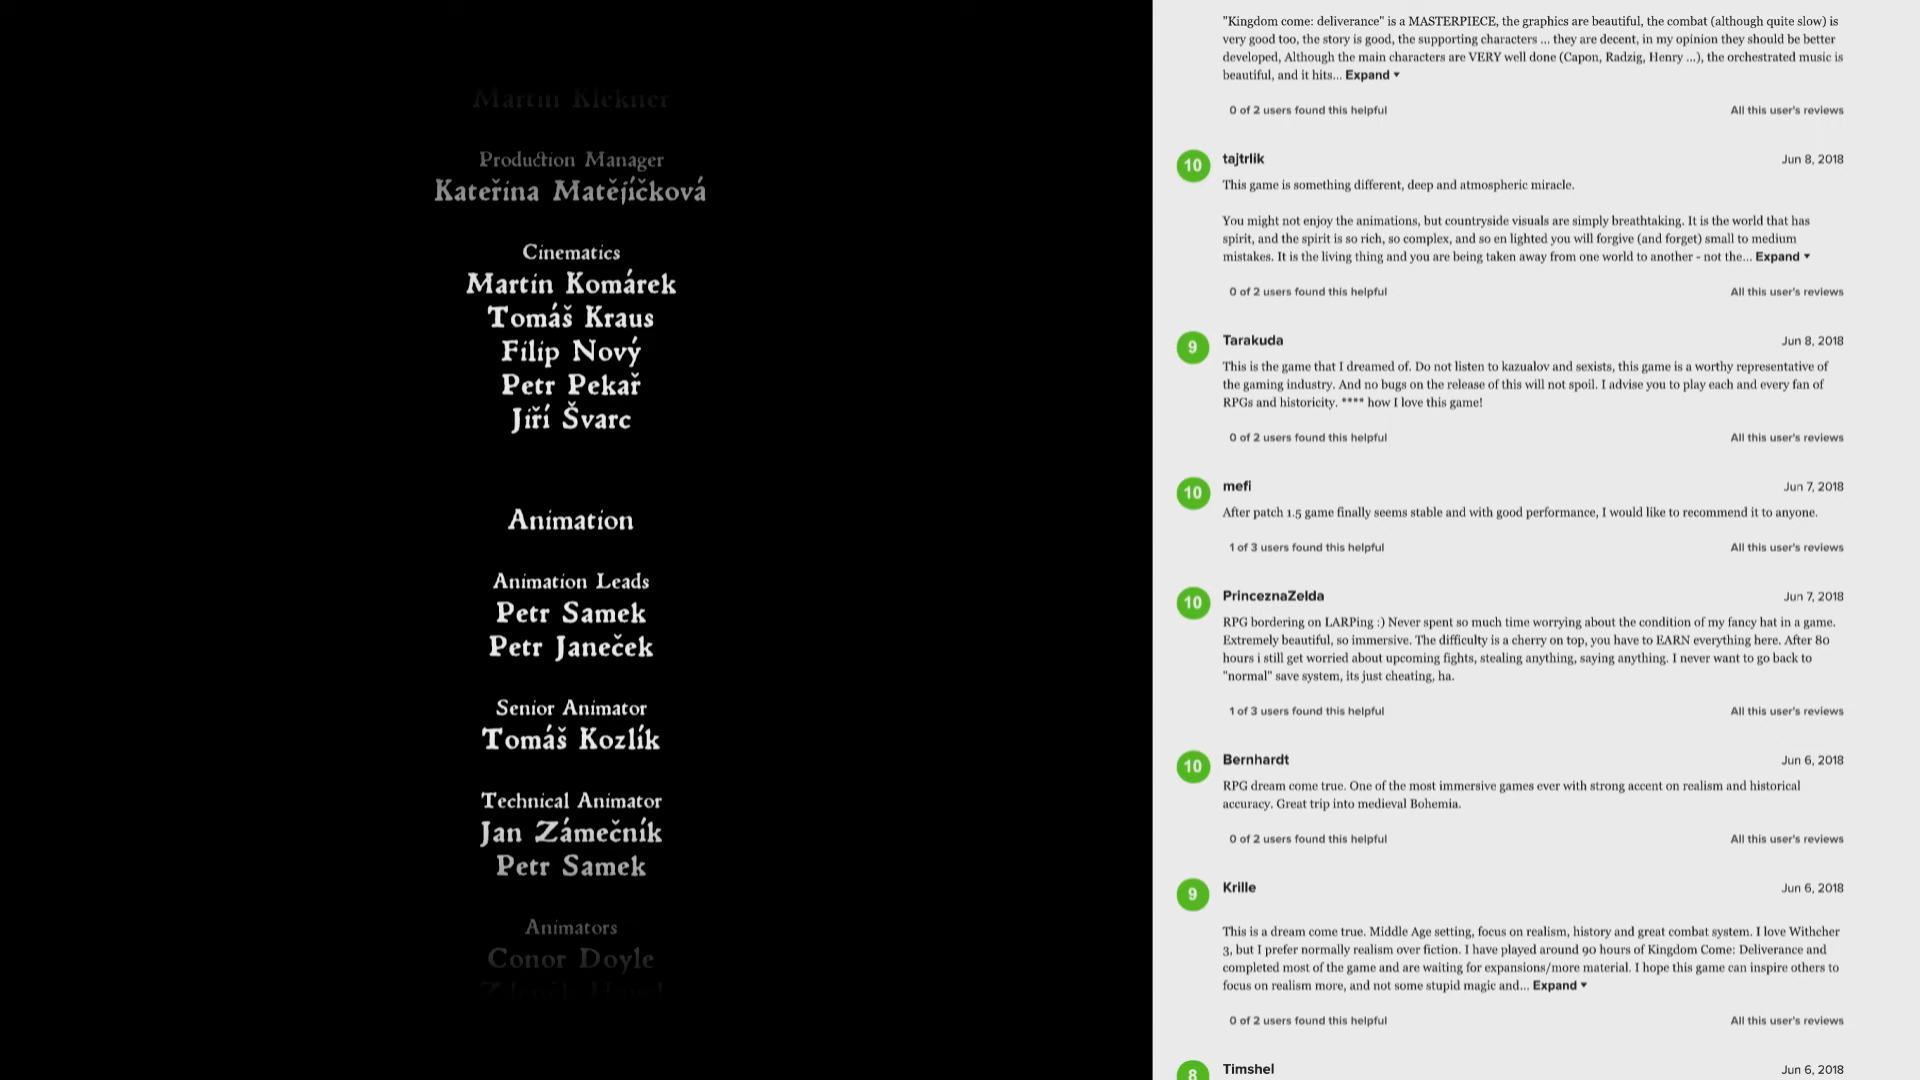 Martin Klekner
Production Manager
Kateřina Matějíčková
Cinematics
Martin Komárek
Tomáš Kraus
Filip Nový
Petr Pekař
Jiří Švarc
Animation
Animation Leads
Petr Samek
Petr Janeček
Senior Animator
Tomáš Kozlík
Technical Animator
Jan Zámečník
Petr Samek
Animators
Conor Doyle
"Kingdom come: deliverance" is a MASTERPIECE, the graphics are beautiful, the combat (although quite slow) is
very good too, the story is good, the supporting characters ... they are decent, in my opinion they should be better
developed, Although the main characters are VERY well done (Capon, Radzig, Henry ...), the orchestrated music is
beautiful, and it hits... Expand
0 of 2 users found this helpful All this user's reviews
10 tajtrlik Jun 8, 2018
This game is something different, deep and atmospheric miracle.
You might not enjoy the animations, but countryside visuals are simply breathtaking. It is the world that has
spirit, and the spirit is so rich, so complex, and so en lighted you will forgive (and forget) small to medium
mistakes. It is the living thing and you are being taken away from one world to another - not the... Expand
0 of 2 users found this helpful All this user's reviews
9 Tarakuda Jun 8, 2018
This is the game that I dreamed of. Do not listen to kazualov and sexists, this game is a worthy representative of
the gaming industry. And no bugs on the release of this will not spoil. I advise you to play each and every fan of
RPGs and historicity. **** how I love this game!
0 of 2 users found this helpful All this user's reviews
10 mefi Jun 7, 2018
After patch 1.5 game finally seems stable and with good performance, I would like to recommend it to anyone.
1 of 3 users found this helpful All this user's reviews
10 PrinceznaZelda Jun 7, 2018
RPG bordering on LARPing :) Never spent so much time worrying about the condition of my fancy hat in a game.
Extremely beautiful, so immersive. The difficulty is a cherry on top, you have to EARN everything here. After 80
hours i still get worried about upcoming fights, stealing anything, saying anything. I never want to go back to
"normal" save system, its just cheating, ha.
1 of 3 users found this helpful All this user's reviews
10 Bernhardt Jun 6, 2018
RPG dream come true. One of the most immersive games ever with strong accent on realism and historical
accuracy. Great trip into medieval Bohemia.
0 of 2 users found this helpful All this user's reviews
9 Krille Jun 6, 2018
This is a dream come true. Middle Age setting, focus on realism, history and great combat system. I love Withcher
3, but I prefer normally realism over fiction. I have played around 90 hours of Kingdom Come: Deliverance and
completed most of the game and are waiting for expansions/more material. I hope this game can inspire others to
focus on realism more, and not some stupid magic and... Expand
0 of 2 users found this helpful All this user's reviews
8 Timshel Jun 6, 2018